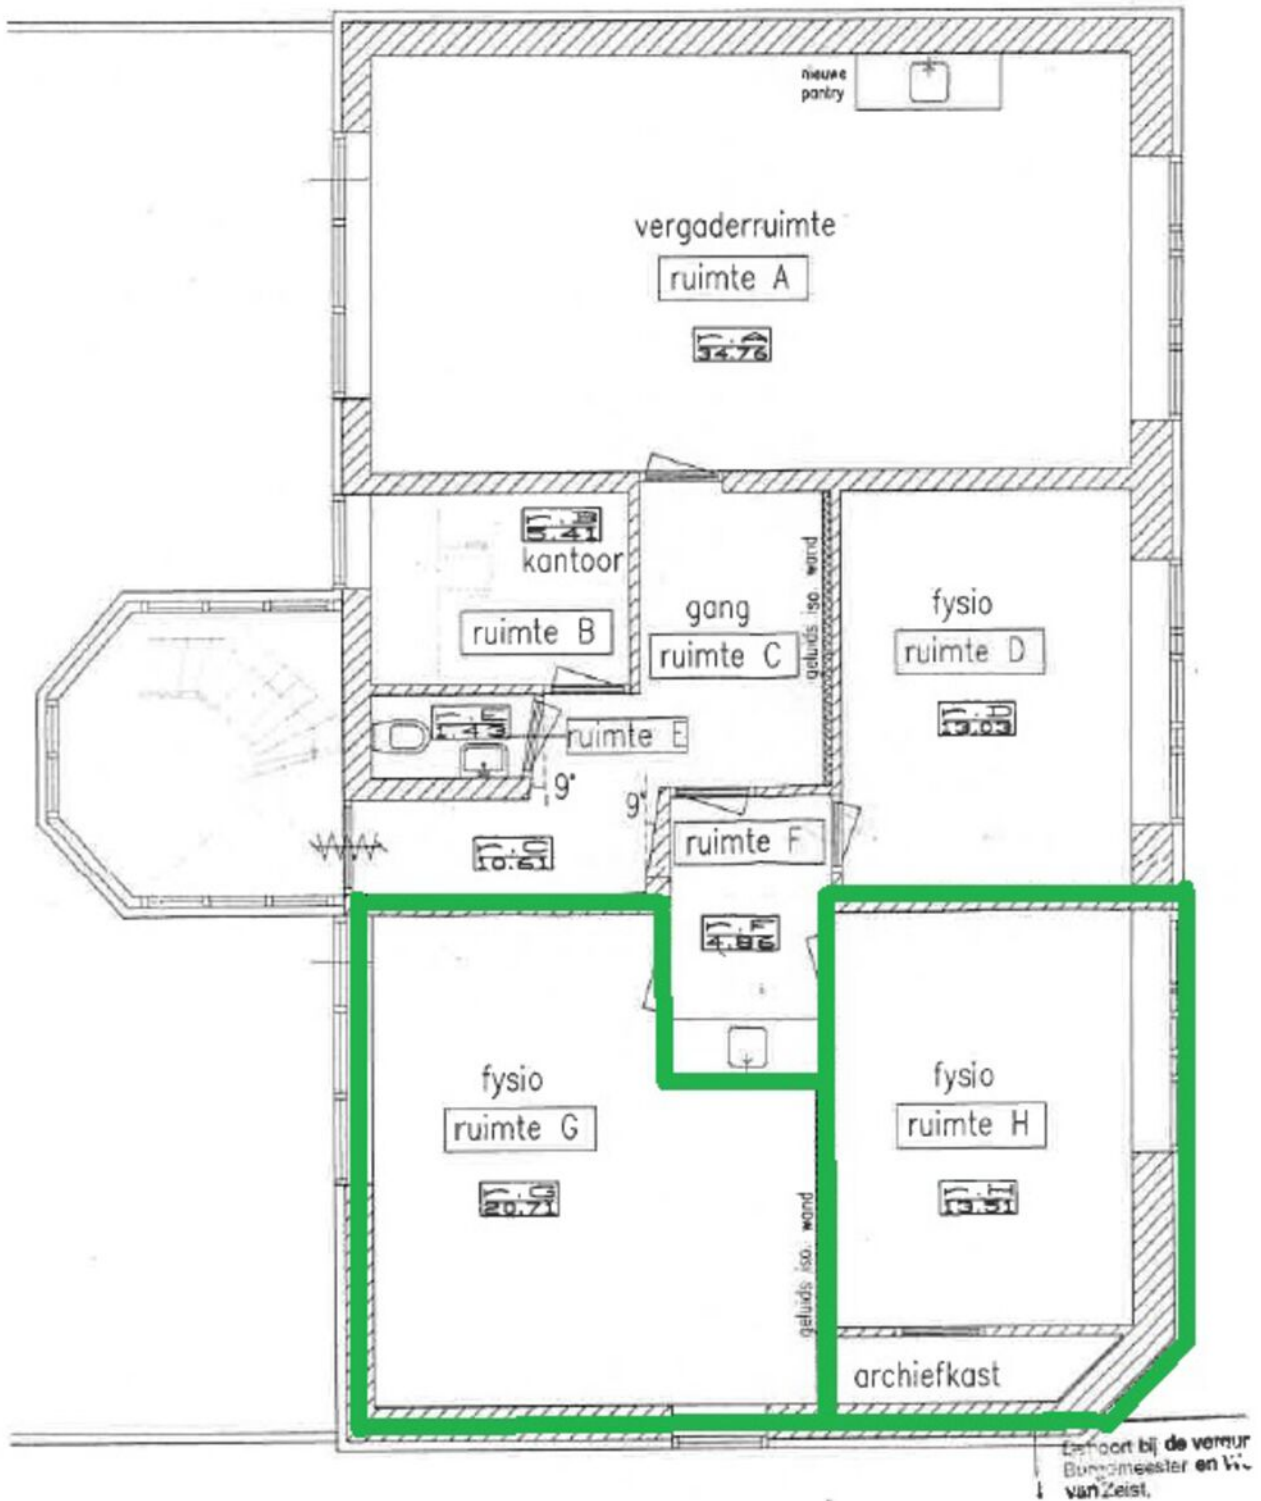 nieuwe
pantry
vergaderruimte
ruimte A
r.A
34.76
r.B
5.41
kantoor
ruimte B
gang
ruimte C
geluids iso. wand
fysio
ruimte D
r.D
13.03
r.E
1.43
ruimte E
9°
9°
r.C
10.61
ruimte F
r.F
4.86
fysio
ruimte G
r.G
20.71
geluids iso. wand
fysio
ruimte H
r.H
13.51
archiefkast
bij de
Burgemeester en
van Zeist.